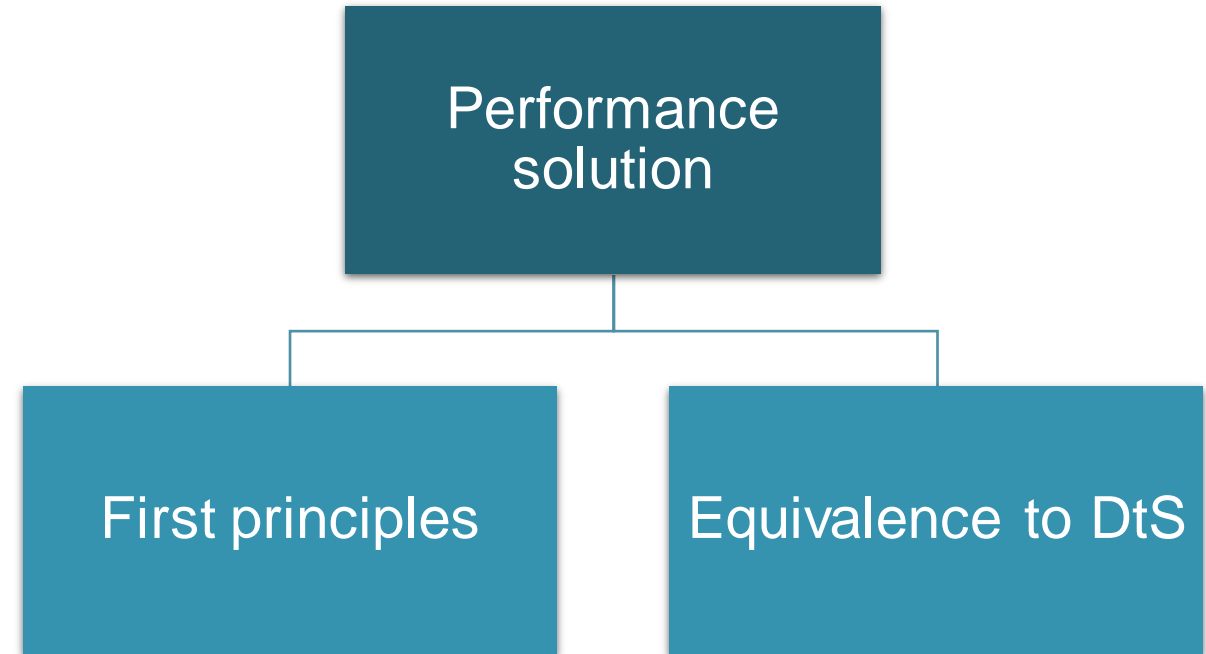 Performance
solution
First principles
Equivalence to DtS